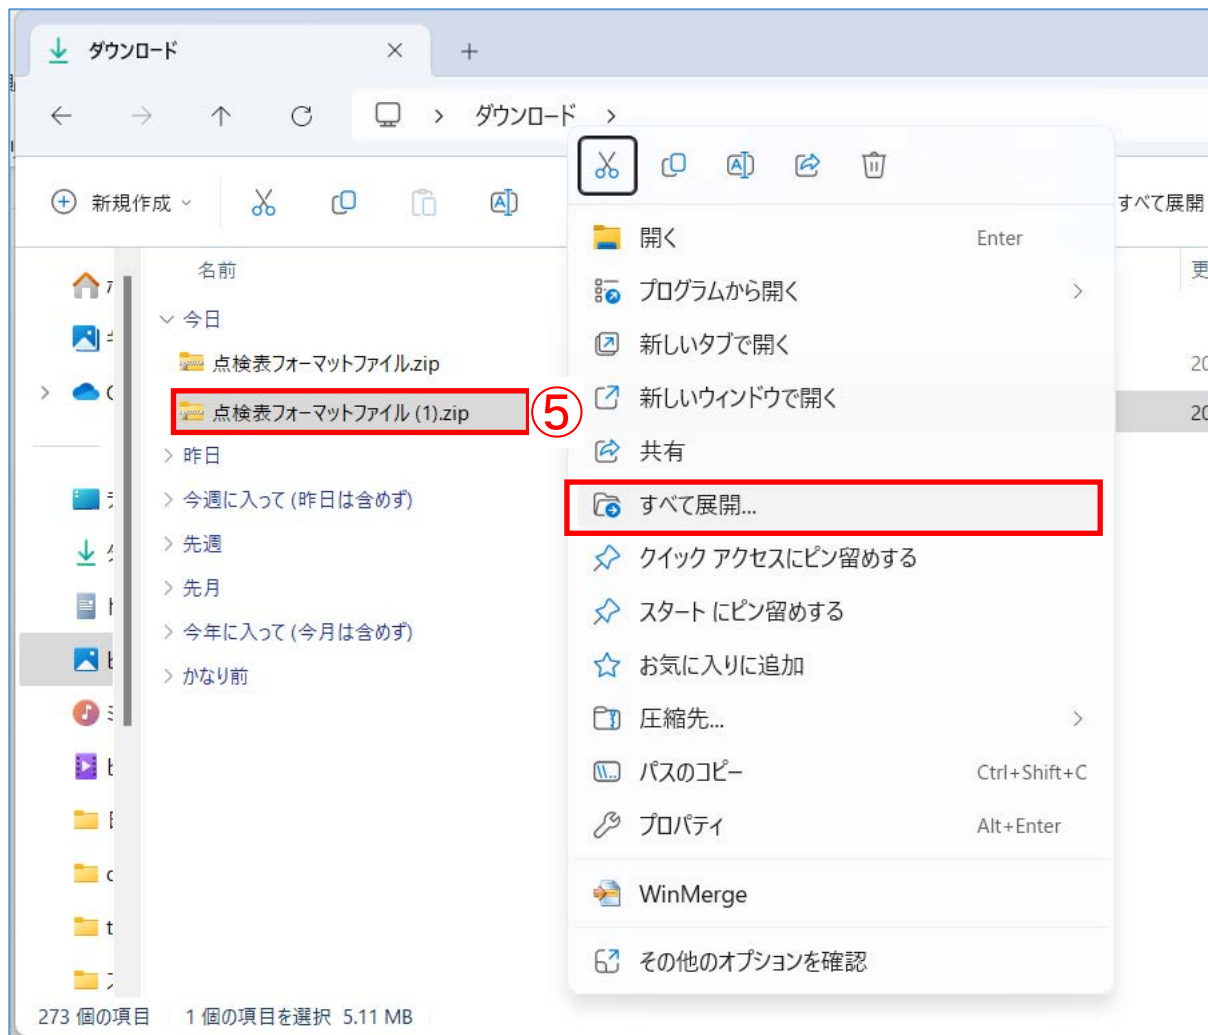 ダウンロード
ダウンロード
新規作成
すべて展開
名前
更
今日
点検表フォーマットファイル.zip
20
点検表フォーマットファイル (1).zip
⑤
20
昨日
今週に入って (昨日は含めず)
先週
先月
今年に入って (今月は含めず)
かなり前
開く Enter
プログラムから開く
新しいタブで開く
新しいウィンドウで開く
共有
すべて展開...
クイック アクセスにピン留めする
スタート にピン留めする
お気に入りに追加
圧縮先...
パスのコピー Ctrl+Shift+C
プロパティ Alt+Enter
WinMerge
その他のオプションを確認
273 個の項目 1 個の項目を選択 5.11 MB